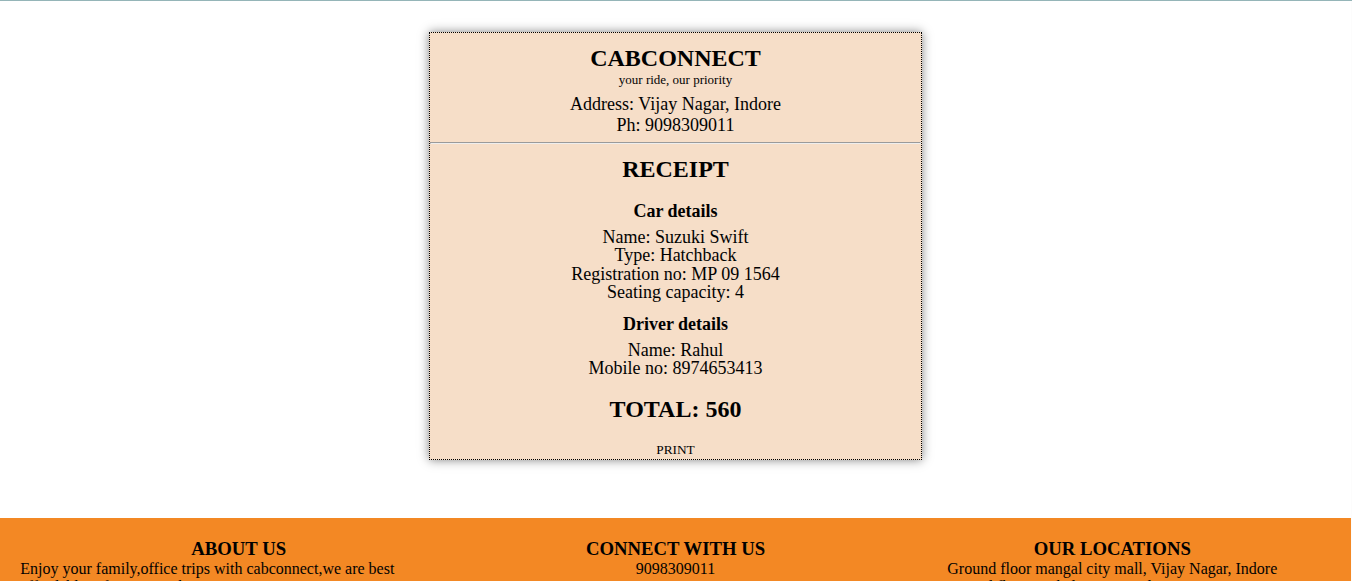 CABCONNECT
your ride, our priority
Address: Vijay Nagar, Indore
Ph: 9098309011
RECEIPT
Car details
Name: Suzuki Swift
Type: Hatchback
Registration no: MP 09 1564
Seating capacity: 4
Driver details
Name: Rahul
Mobile no: 8974653413
TOTAL: 560
PRINT
ABOUT US
Enjoy your family,office trips with cabconnect,we are best
CONNECT WITH US
9098309011
OUR LOCATIONS
Ground floor mangal city mall, Vijay Nagar, Indore